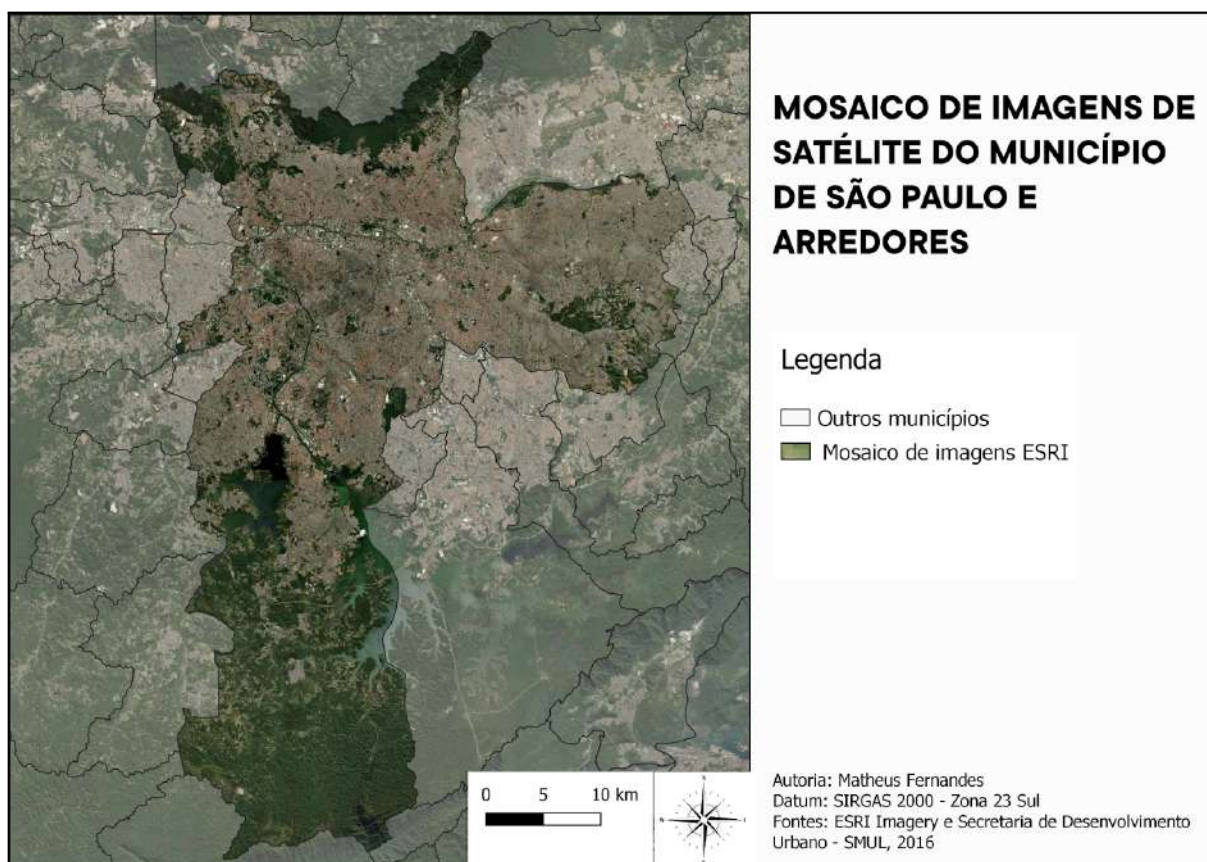 MOSAICO DE IMAGENS DE
SATÉLITE DO MUNICÍPIO
DE SÃO PAULO E
ARREDORES
Legenda
Outros municípios
Mosaico de imagens ESRI
0 5 10 km
Autoria: Matheus Fernandes
Datum: SIRGAS 2000 - Zona 23 Sul
Fontes: ESRI Imagery e Secretaria de Desenvolvimento
Urbano - SMUL, 2016